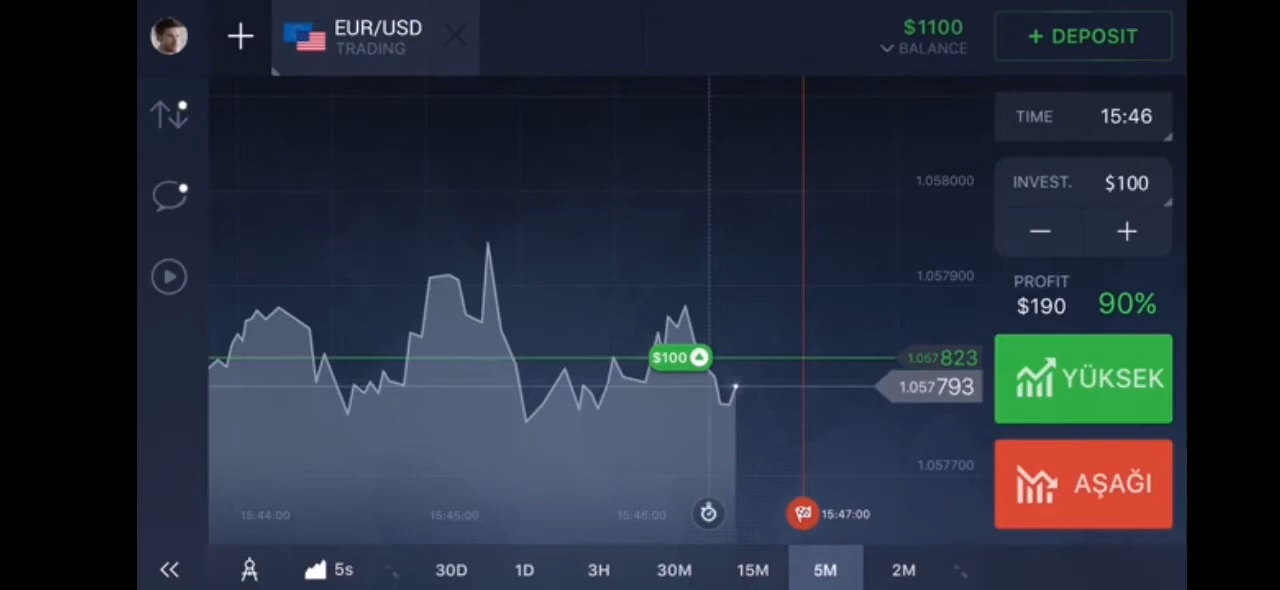 EUR/USD
TRADING
$1100
BALANCE
+ DEPOSIT
TIME 15:46
INVEST. $100
1.058000
1.057900
PROFIT
$190 90%
$100
1.057823
1.057793
YÜKSEK
1.057700
AŞAĞI
15:44:00 15:45:00 15:46:00 15:47:00
5s 30D 1D 3H 30M 15M 5M 2M